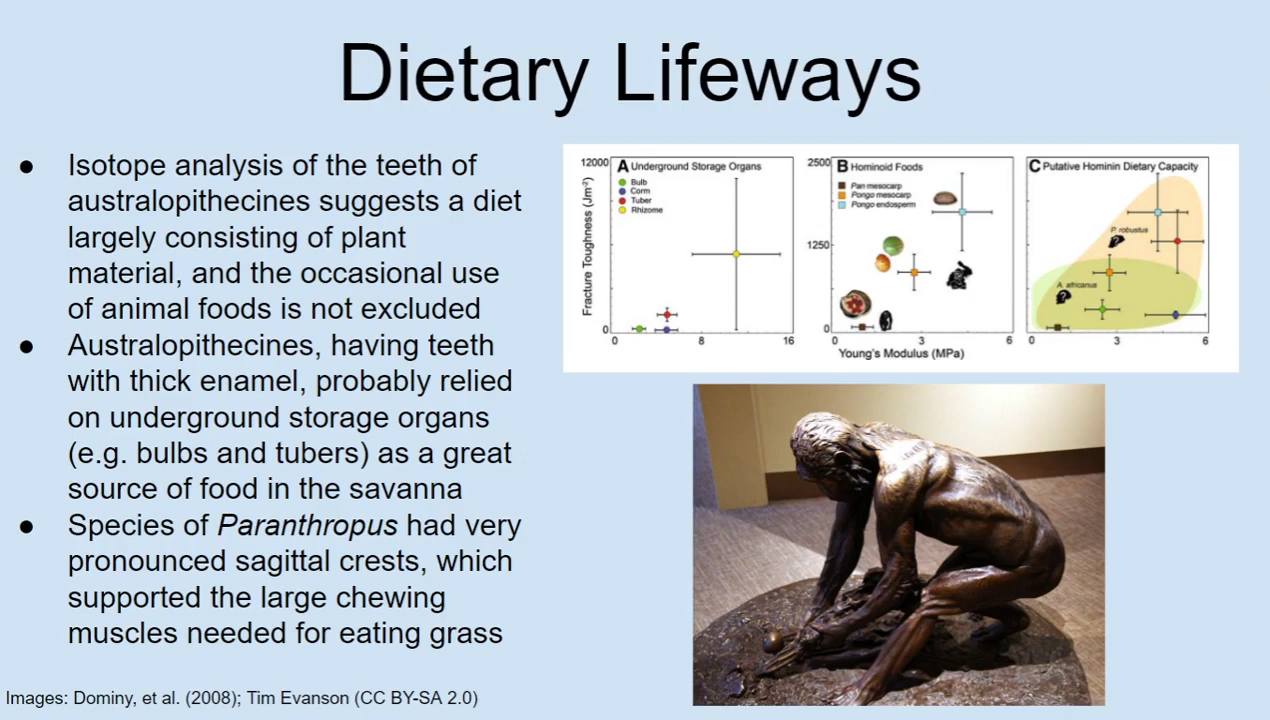 Dietary Lifeways
● Isotope analysis of the teeth of
australopithecines suggests a diet
largely consisting of plant
material, and the occasional use
of animal foods is not excluded
● Australopithecines, having teeth
with thick enamel, probably relied
on underground storage organs
(e.g. bulbs and tubers) as a great
source of food in the savanna
● Species of Paranthropus had very
pronounced sagittal crests, which
supported the large chewing
muscles needed for eating grass
Images: Dominy, et al. (2008); Tim Evanson (CC BY-SA 2.0)
Fracture Toughness (Jm⁻²)
12000
0
A Underground Storage Organs
Bulb
Corm
Tuber
Rhizome
0 8 16
2500
1250
0
B Hominoid Foods
Pan mesocarp
Pongo mesocarp
Pongo endosperm
0 3 6
Young's Modulus (MPa)
C Putative Hominin Dietary Capacity
P. robustus
?
A. africanus
?
0 3 6